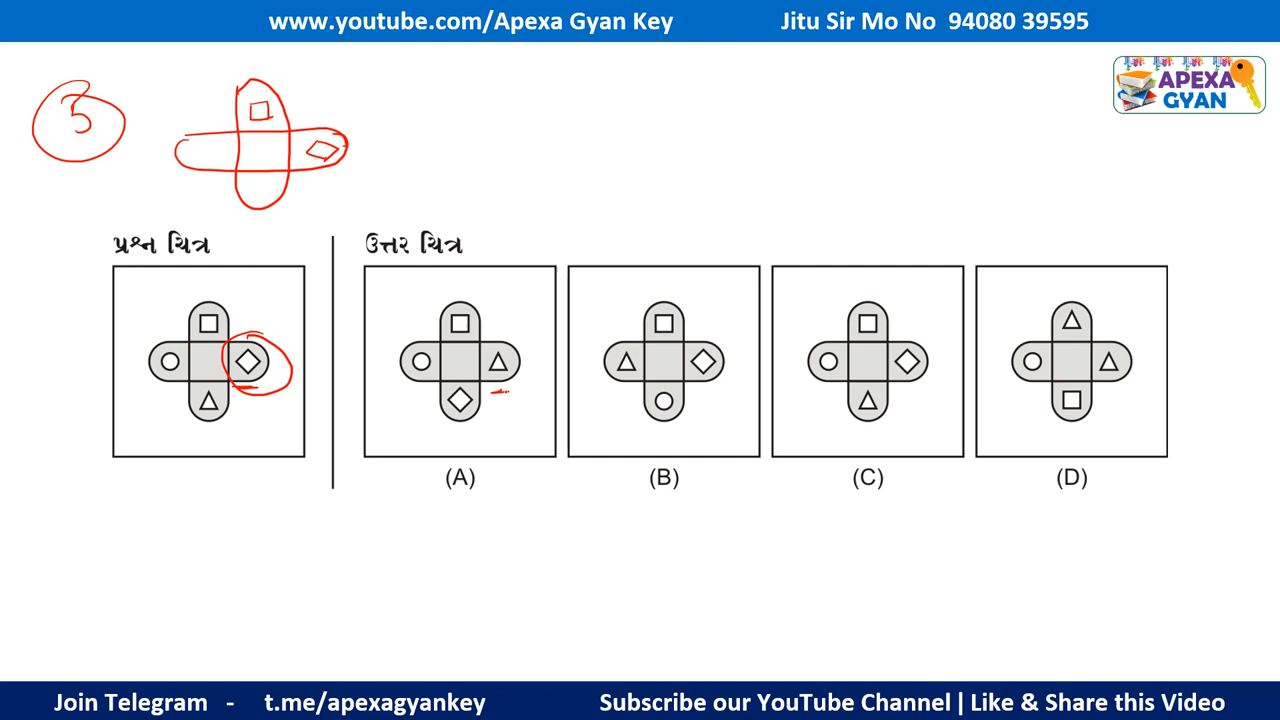 www.youtube.com/Apexa Gyan Key Jitu Sir Mo No 94080 39595
APEXA
GYAN
3
પ્રશ્ન ચિત્ર ઉત્તર ચિત્ર
(A) (B) (C) (D)
Join Telegram - t.me/apexagyankey Subscribe our YouTube Channel | Like & Share this Video